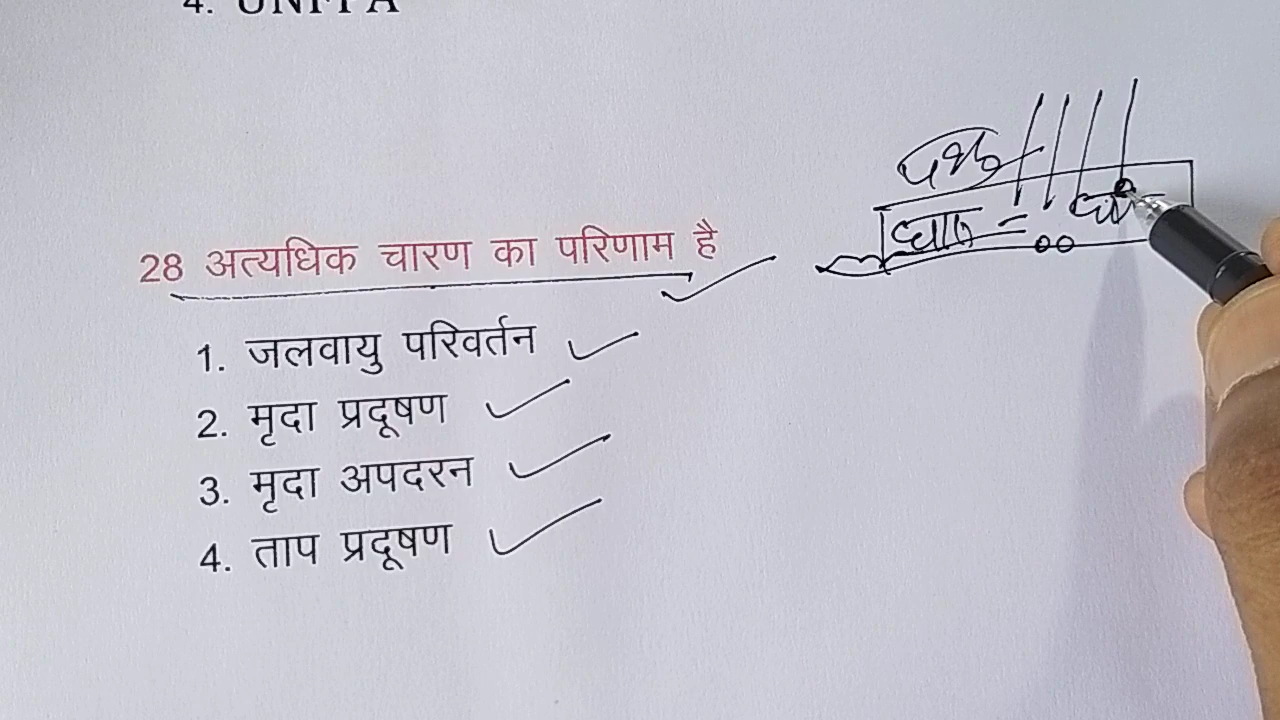 4. UNFPA
पशु
घास =
28 अत्यधिक चारण का परिणाम है
1. जलवायु परिवर्तन
2. मृदा प्रदूषण
3. मृदा अपदरन
4. ताप प्रदूषण